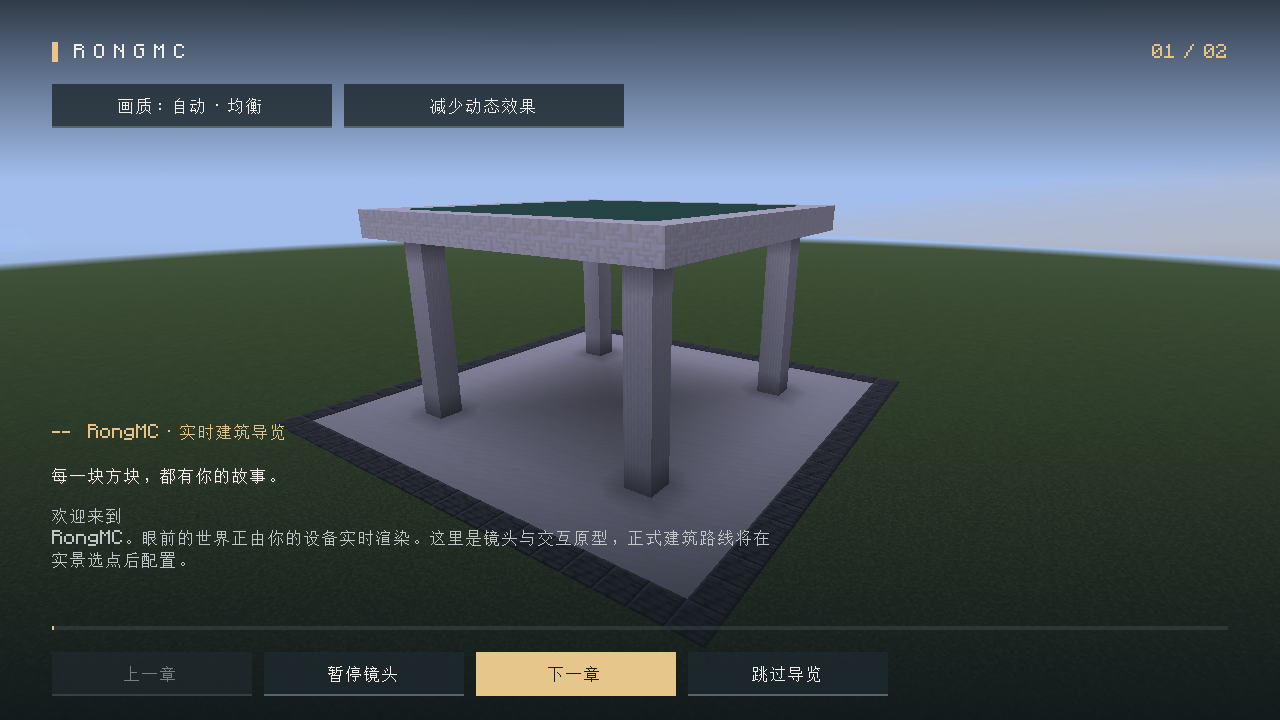 RONGMC
01 / 02
画质：自动 · 均衡
减少动态效果
-- RongMC · 实时建筑导览
每一块方块，都有你的故事。
欢迎来到
RongMC。眼前的世界正由你的设备实时渲染。这里是镜头与交互原型，正式建筑路线将在
实景选点后配置。
上一章
暂停镜头
下一章
跳过导览